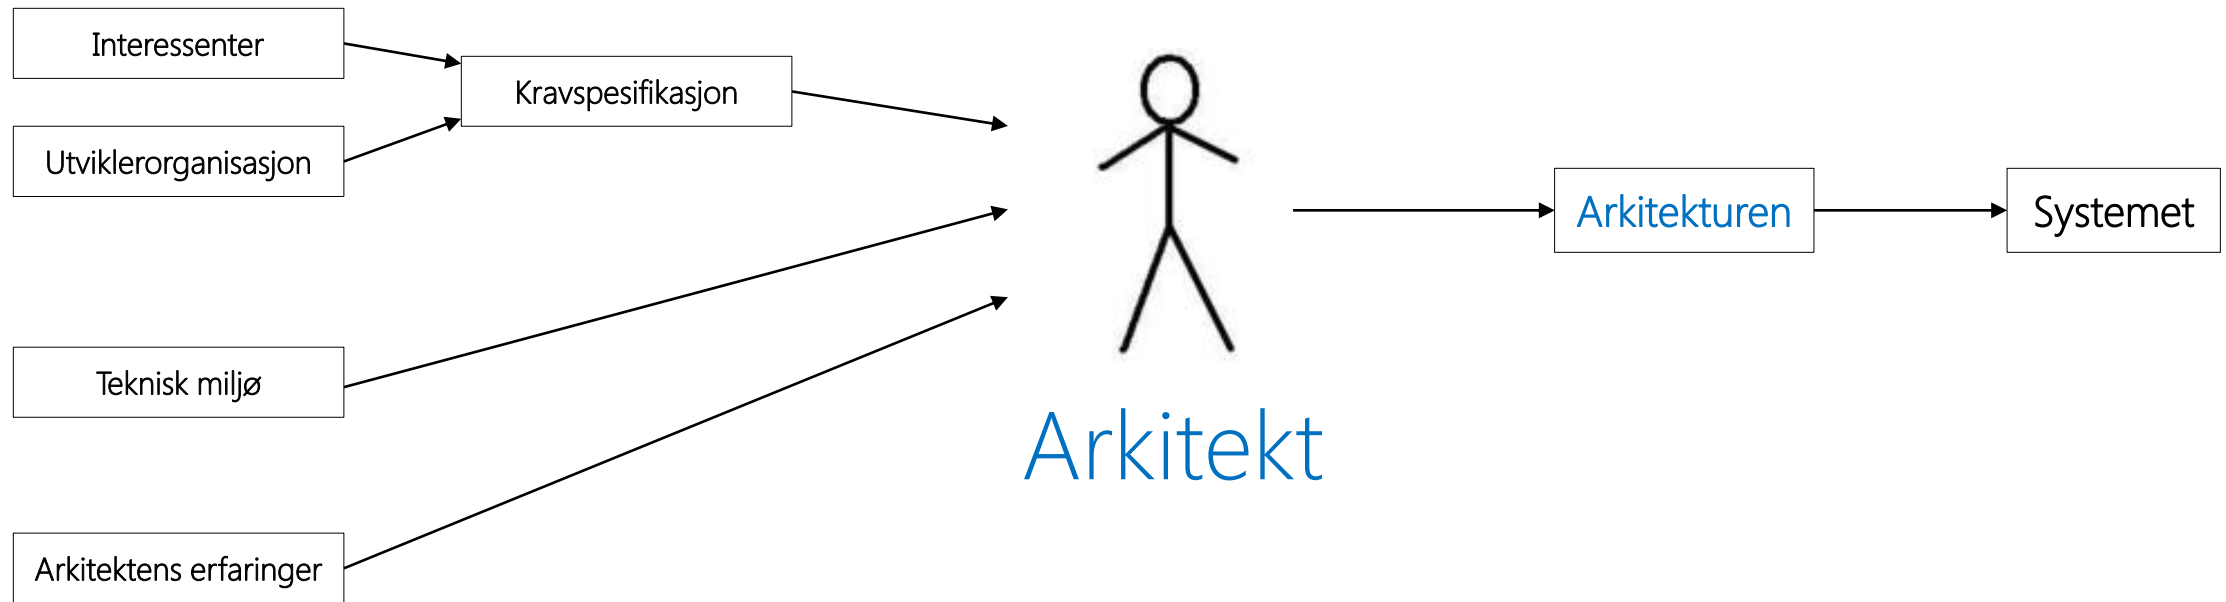 Interessenter
Kravspesifikasjon
Utviklerorganisasjon
Arkitekturen
Systemet
Teknisk miljø
Arkitekt
Arkitektens erfaringer